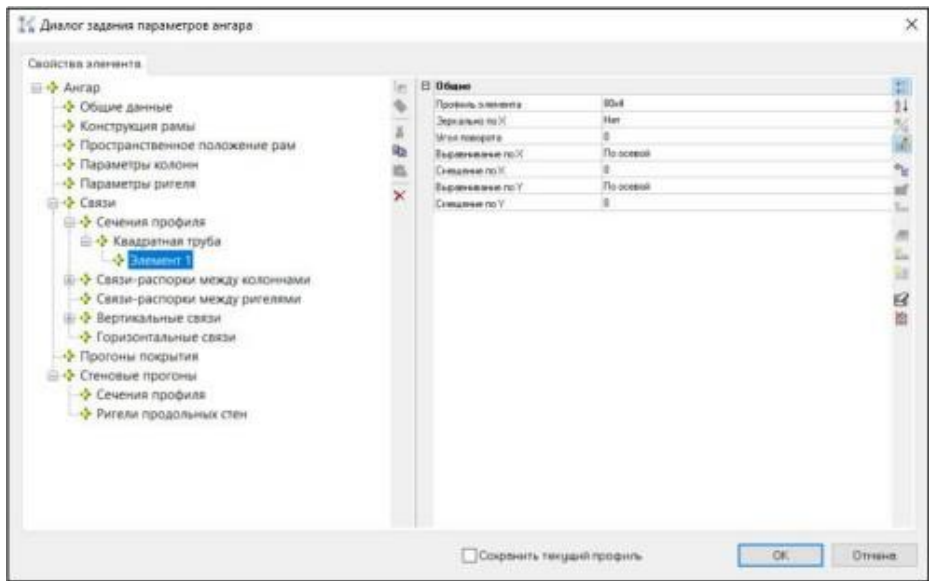 Диалог задания параметров ангара
Свойства элемента
Ангар
Общие данные
Конструкция рамы
Пространственное положение рам
Параметры колонн
Параметры ригеля
Связи
Сечения профиля
Квадратная труба
Элемент 1
Связи-распорки между колоннами
Связи-распорки между ригелями
Вертикальные связи
Горизонтальные связи
Прогоны покрытия
Стеновые прогоны
Сечения профиля
Ригели продольных стен
Общие
Профиль элемента 80x4
Зеркально по X Нет
Угол поворота 0
Выравнивание по X По осевой
Смещение по X 0
Выравнивание по Y По осевой
Смещение по Y 0
Сохранить текущий профиль
OK
Отмена